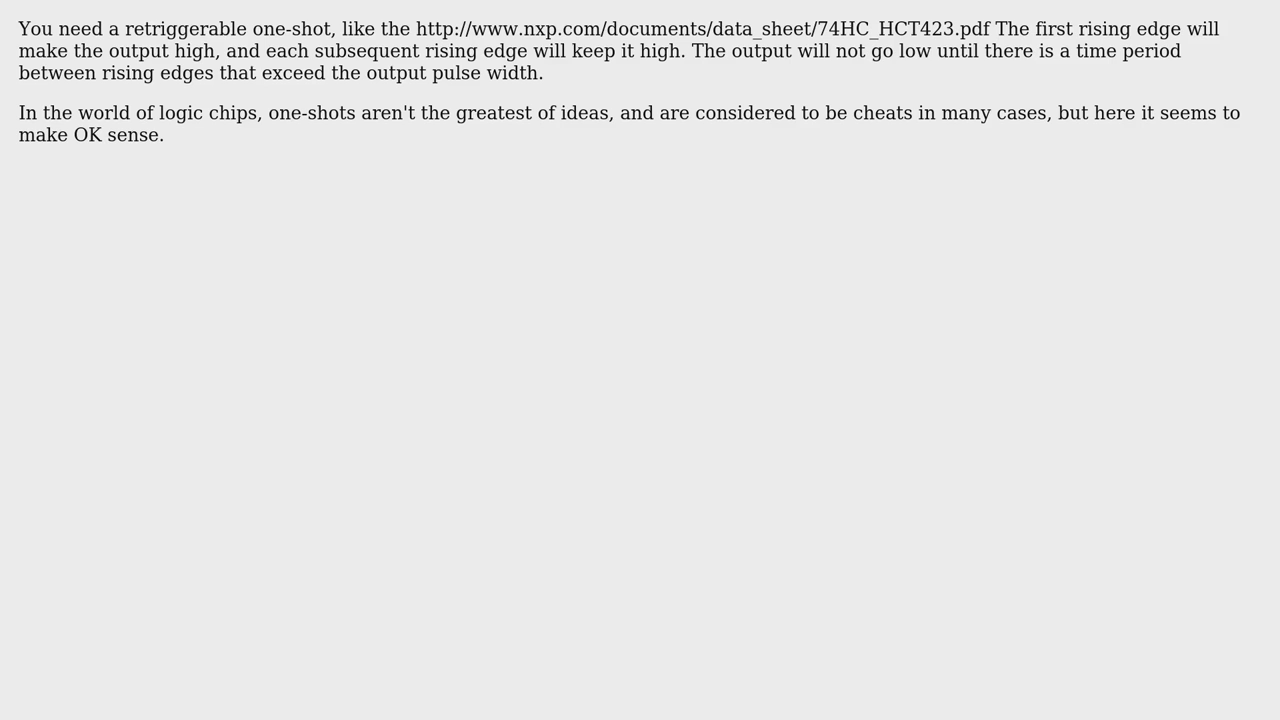 You need a retriggerable one-shot, like the http://www.nxp.com/documents/data_sheet/74HC_HCT423.pdf The first rising edge will
make the output high, and each subsequent rising edge will keep it high. The output will not go low until there is a time period
between rising edges that exceed the output pulse width.
In the world of logic chips, one-shots aren't the greatest of ideas, and are considered to be cheats in many cases, but here it seems to
make OK sense.